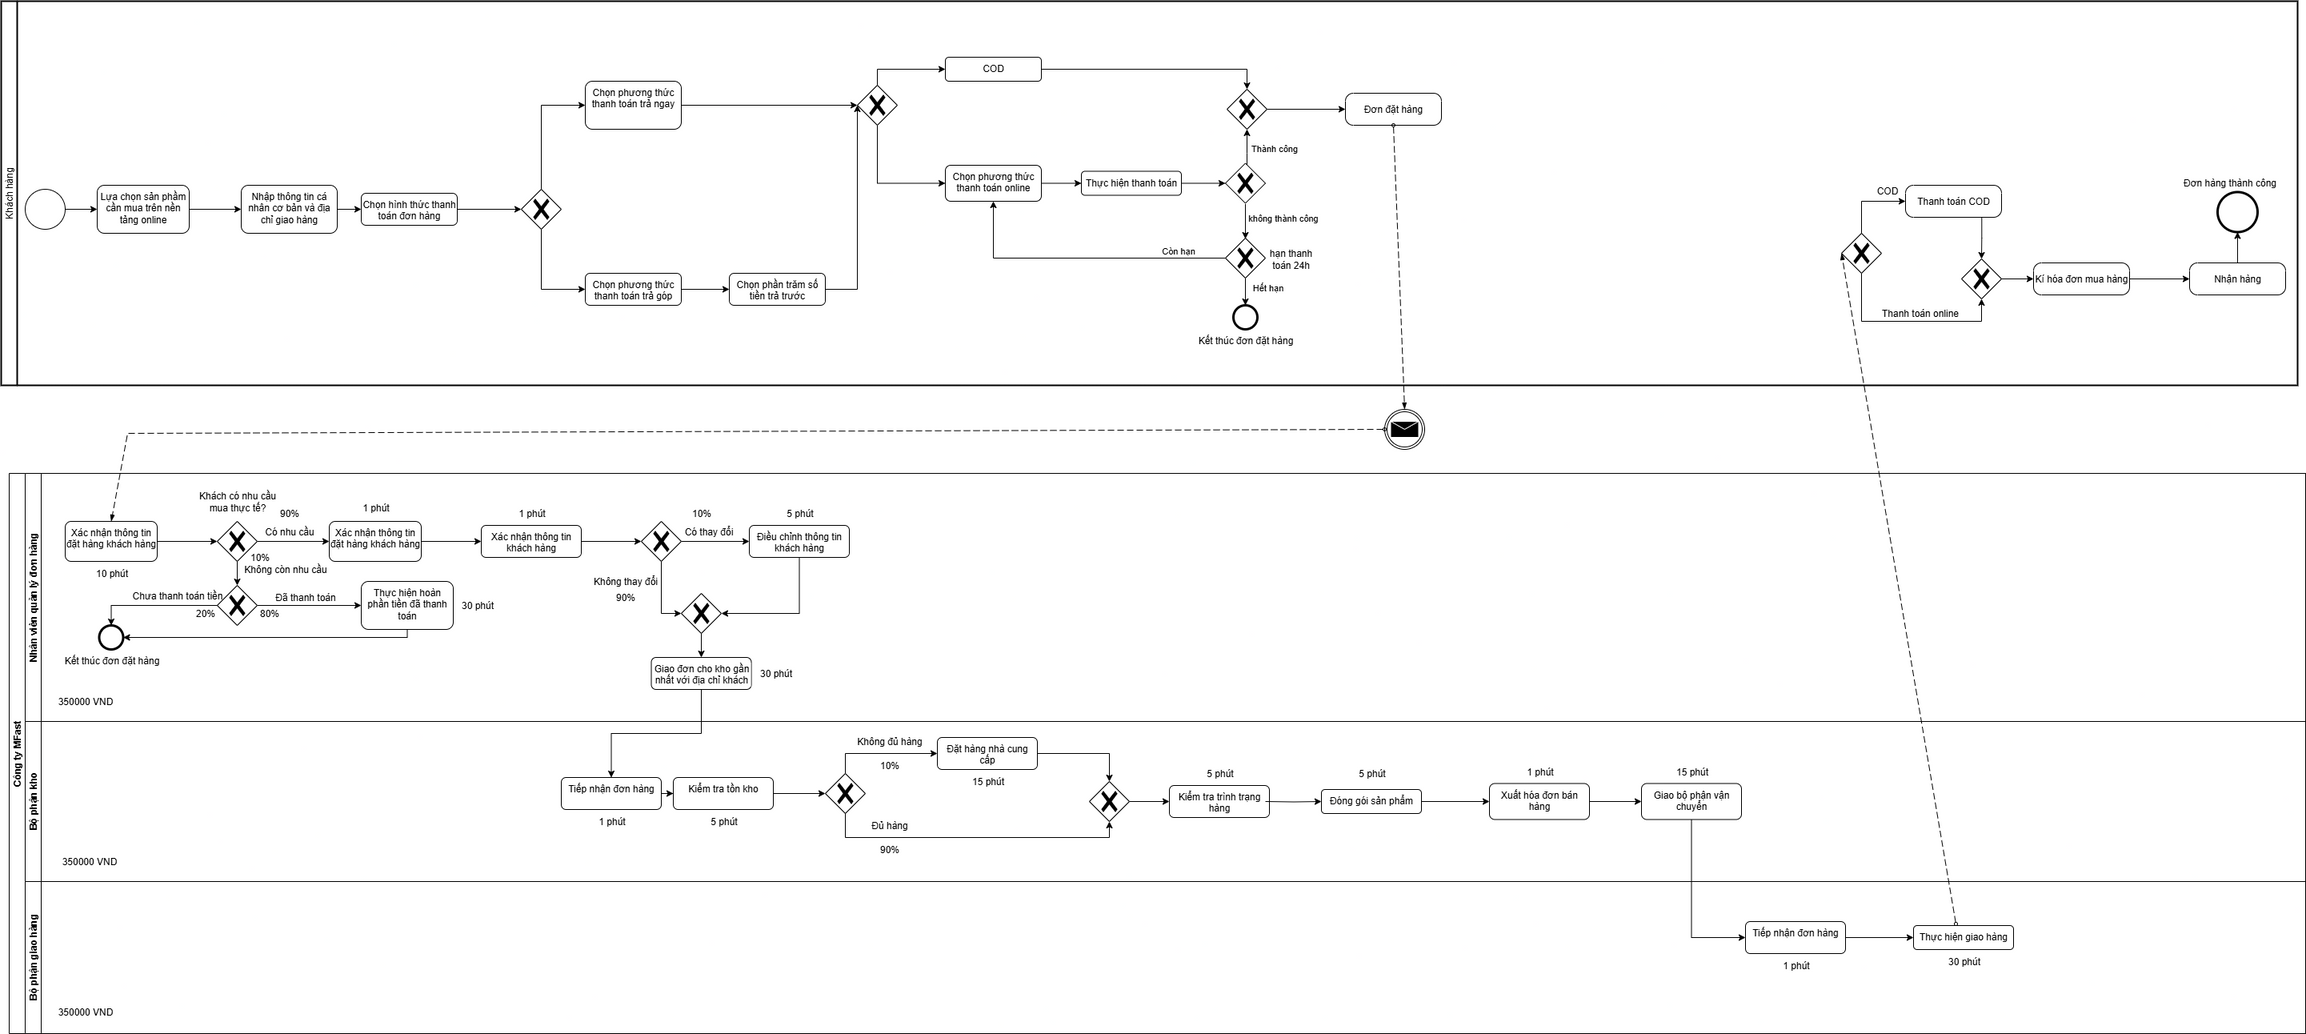 Khách hàng
Lựa chọn sản phầm
cần mua trên nền
tảng online
Nhập thông tin cá
nhân cơ bản và địa
chỉ giao hàng
Chọn hình thức thanh
toán đơn hàng
Chọn phương thức
thanh toán trả ngay
Chọn phương thức
thanh toán trả góp
Chọn phần trăm số
tiền trả trước
COD
Chọn phương thức
thanh toán online
Thực hiện thanh toán
Thành công
không thành công
Còn hạn
hạn thanh
toán 24h
Hết hạn
Kết thúc đơn đặt hàng
Đơn đặt hàng
COD
Thanh toán COD
Thanh toán online
Kí hóa đơn mua hàng
Nhận hàng
Đơn hàng thành công
Công ty MFast
Nhân viên quản lý đơn hàng
Xác nhận thông tin
đặt hàng khách hàng
10 phút
Khách có nhu cầu
mua thực tế?
90%
Có nhu cầu
10%
Không còn nhu cầu
1 phút
Xác nhận thông tin
đặt hàng khách hàng
Chưa thanh toán tiền
20%
Đã thanh toán
80%
Thực hiện hoàn
phần tiền đã thanh
toán
30 phút
Kết thúc đơn đặt hàng
1 phút
Xác nhận thông tin
khách hàng
10%
Có thay đổi
5 phút
Điều chỉnh thông tin
khách hàng
Không thay đổi
90%
Giao đơn cho kho gần
nhất với địa chỉ khách
30 phút
350000 VND
Bộ phận kho
Tiếp nhận đơn hàng
1 phút
Kiểm tra tồn kho
5 phút
Không đủ hàng
10%
Đặt hàng nhà cung
cấp
15 phút
Đủ hàng
90%
5 phút
Kiểm tra trình trạng
hàng
5 phút
Đóng gói sản phẩm
1 phút
Xuất hóa đơn bán
hàng
15 phút
Giao bộ phận vận
chuyển
350000 VND
Bộ phận giao hàng
Tiếp nhận đơn hàng
1 phút
Thực hiện giao hàng
30 phút
350000 VND